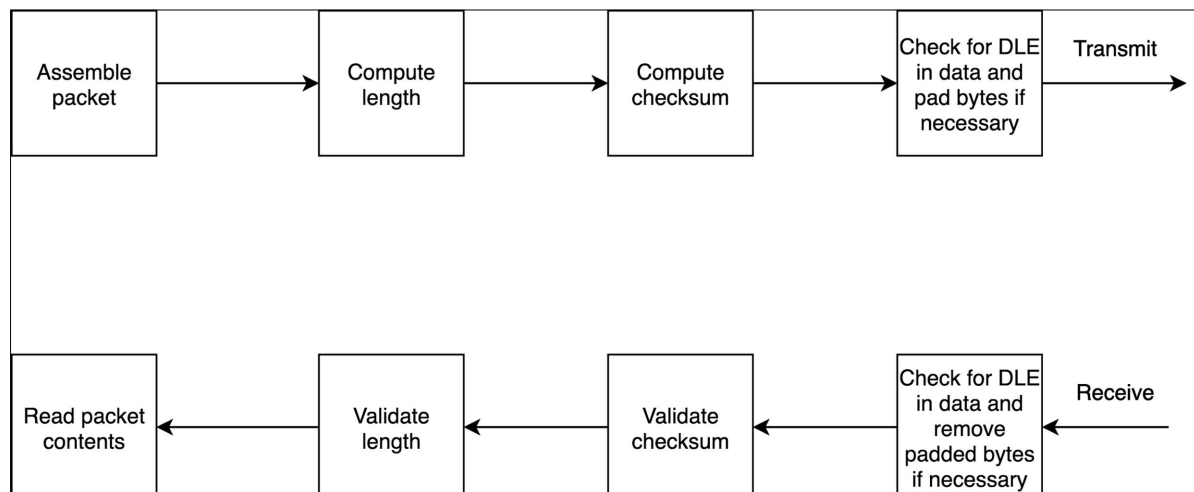 Assemble
packet
Compute
length
Compute
checksum
Check for DLE
in data and
pad bytes if
necessary
Transmit
Read packet
contents
Validate
length
Validate
checksum
Check for DLE
in data and
remove
padded bytes
if necessary
Receive